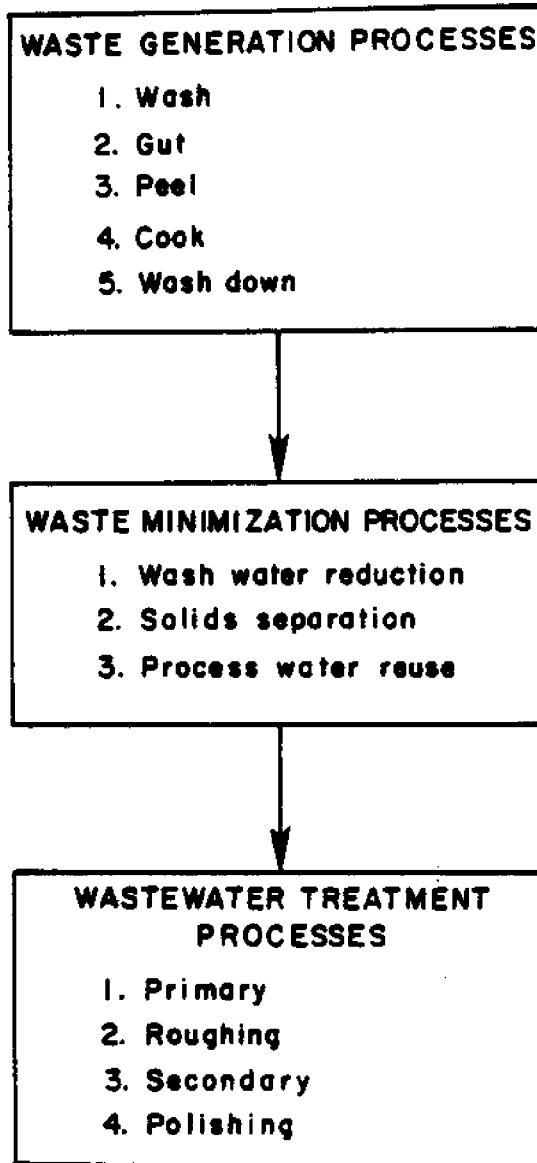 WASTE GENERATION PROCESSES
1. Wash
2. Gut
3. Peel
4. Cook
5. Wash down
WASTE MINIMIZATION PROCESSES
1. Wash water reduction
2. Solids separation
3. Process water reuse
WASTEWATER TREATMENT
PROCESSES
1. Primary
2. Roughing
3. Secondary
4. Polishing